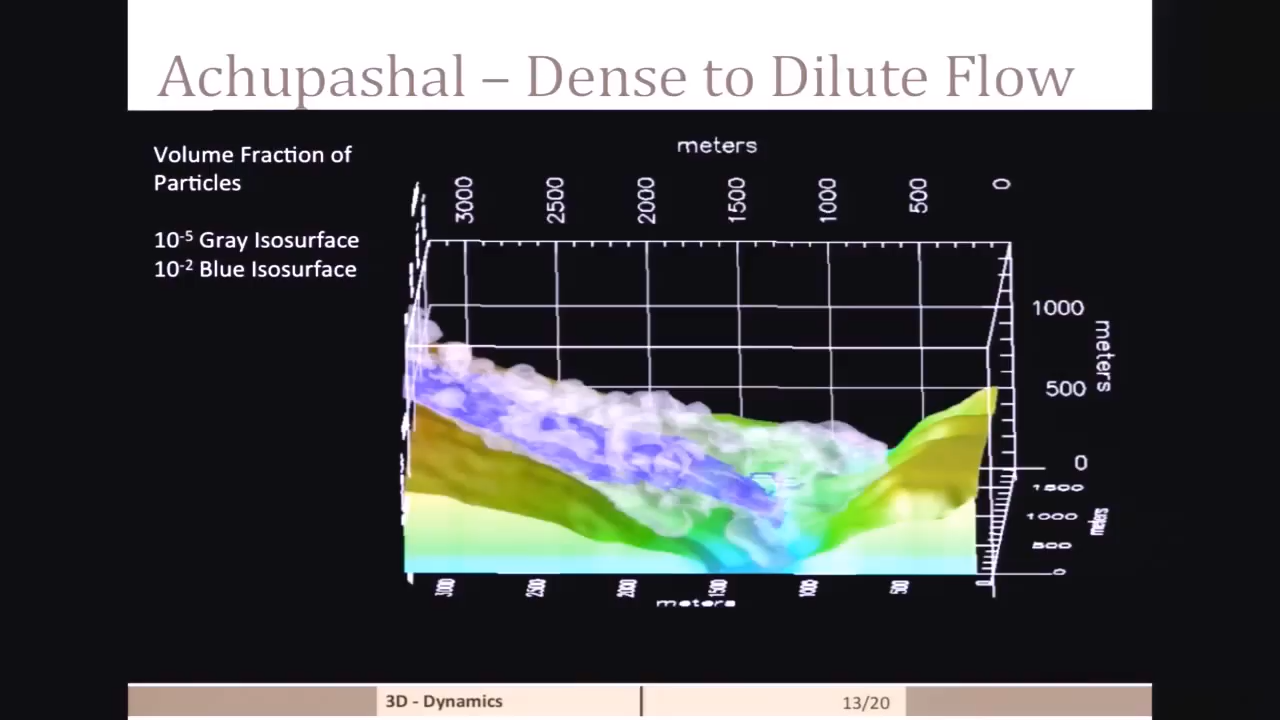 Achupashal – Dense to Dilute Flow
Volume Fraction of
Particles
10⁻⁵ Gray Isosurface
10⁻² Blue Isosurface
meters
3000 2500 2000 1500 1000 500 0
1000
500
0
meters
1500
1000
500
0
meters
3000 2500 2000 1500 1000 500 0
meters
3D - Dynamics
13/20